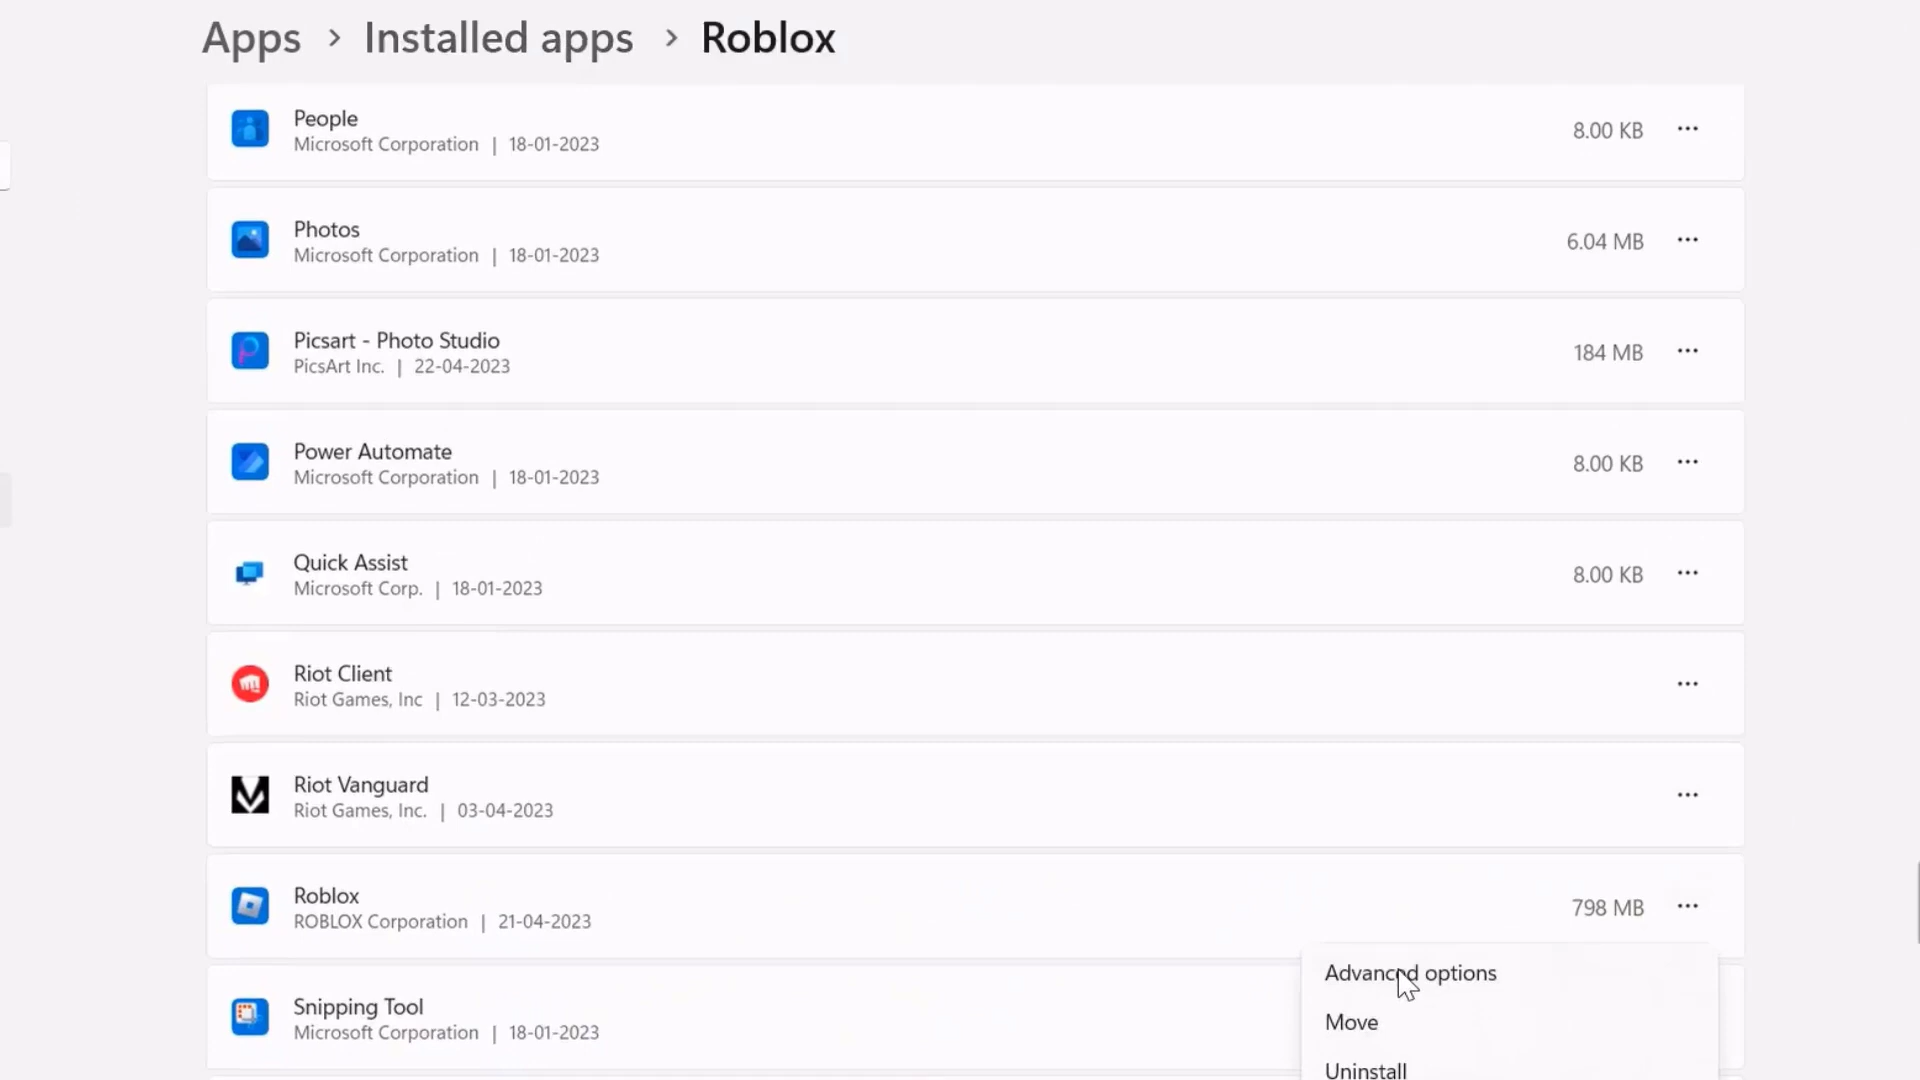 Apps > Installed apps > Roblox
People
Microsoft Corporation | 18-01-2023
8.00 KB
Photos
Microsoft Corporation | 18-01-2023
6.04 MB
Picsart - Photo Studio
PicsArt Inc. | 22-04-2023
184 MB
Power Automate
Microsoft Corporation | 18-01-2023
8.00 KB
Quick Assist
Microsoft Corp. | 18-01-2023
8.00 KB
Riot Client
Riot Games, Inc | 12-03-2023
Riot Vanguard
Riot Games, Inc. | 03-04-2023
Roblox
ROBLOX Corporation | 21-04-2023
798 MB
Snipping Tool
Microsoft Corporation | 18-01-2023
Advanced options
Move
Uninstall